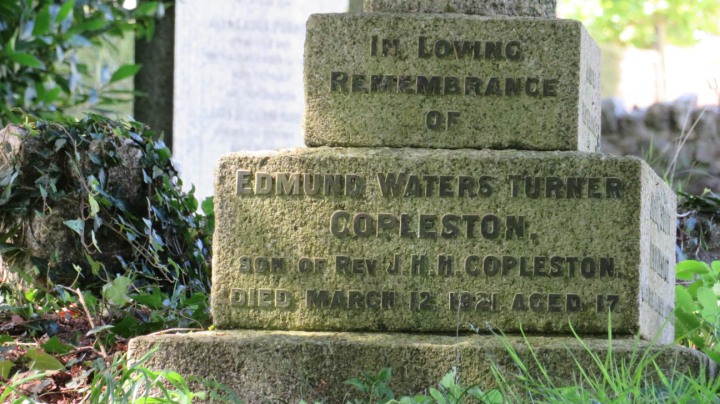 IN LOVING
REMEMBRANCE
OF
EDMUND WATERS TURNER
COPLESTON,
SON OF REV. J. H. H. COPLESTON,
DIED MARCH 12 1921 AGED 17